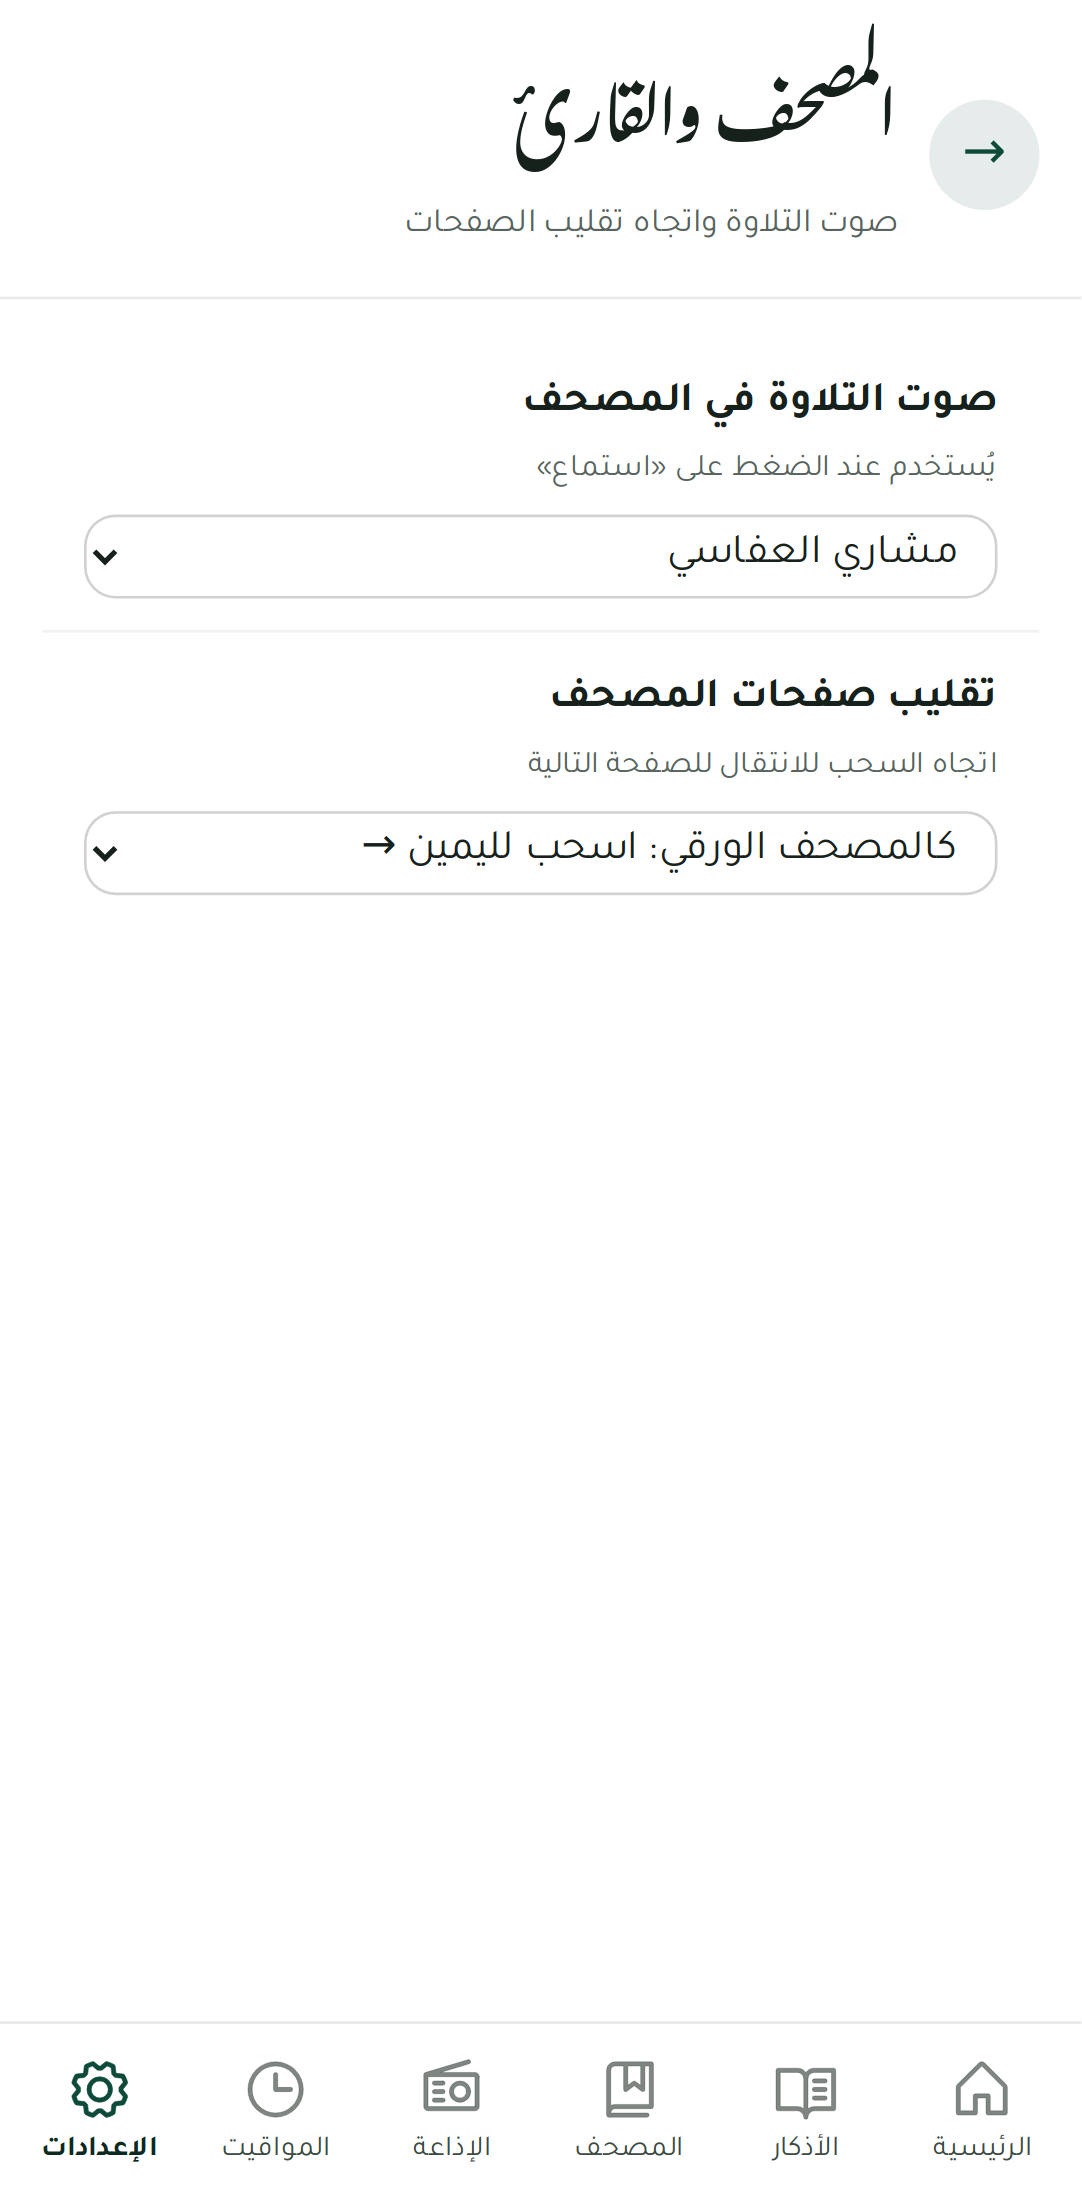 المصحف والقارئ
صوت التلاوة واتجاه تقليب الصفحات
صوت التلاوة في المصحف
يُستخدم عند الضغط على «استماع»
مشاري العفاسي
تقليب صفحات المصحف
اتجاه السحب للانتقال للصفحة التالية
كالمصحف الورقي: اسحب لليمين →
الرئيسية
الأذكار
المصحف
الإذاعة
المواقيت
الإعدادات